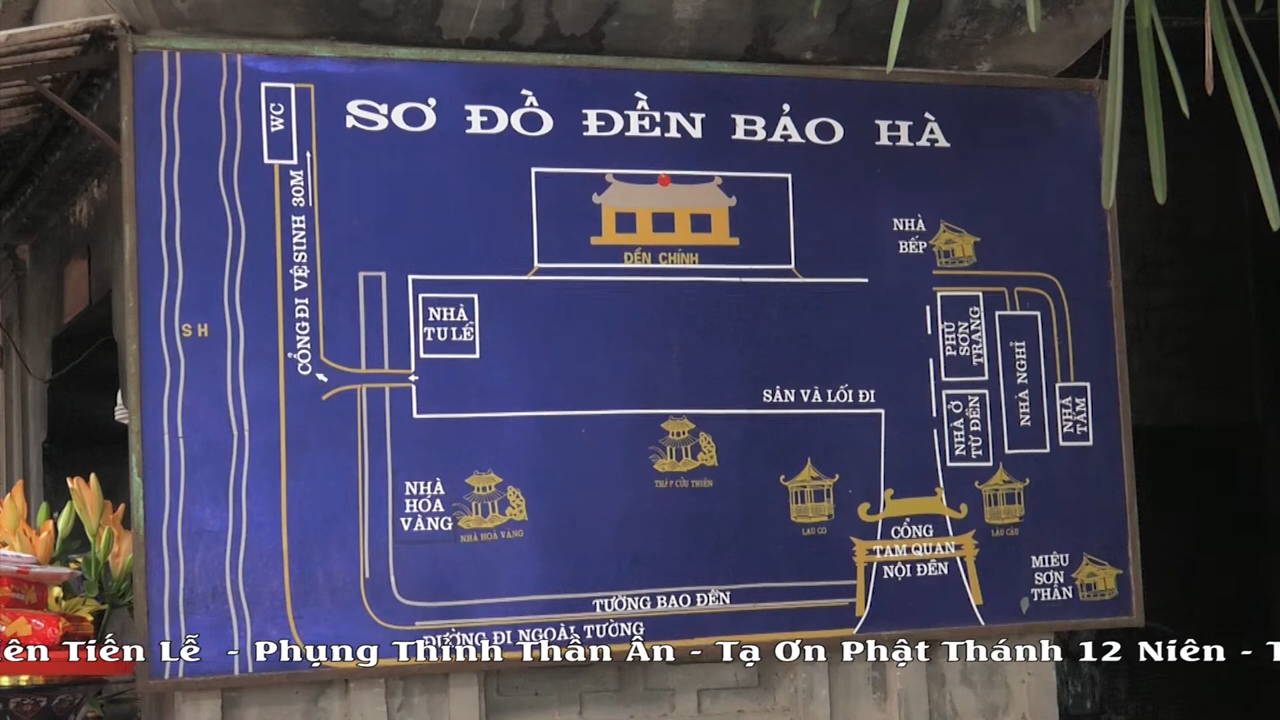 SƠ ĐỒ ĐỀN BẢO HÀ
WC
CỔNG ĐI VỆ SINH 30M
SH
ĐỀN CHÍNH
NHÀ
BẾP
NHÀ
TU LỄ
PHỦ
SƠN
TRANG
NHÀ NGHỈ
NHÀ
TẮM
NHÀ Ở
TỪ ĐỀN
SÂN VÀ LỐI ĐI
THÁP CỬU THIÊN
NHÀ
HÓA
VÀNG
NHÀ HOÁ VÀNG
LẦU CÔ
LẦU CẬU
CỔNG
TAM QUAN
NỘI ĐỀN
MIẾU
SƠN
THẦN
TƯỜNG BAO ĐỀN
ĐƯỜNG ĐI NGOÀI TƯỜNG
Tiến Lễ - Phụng Thỉnh Thần Ân - Tạ Ơn Phật Thánh 12 Niên -